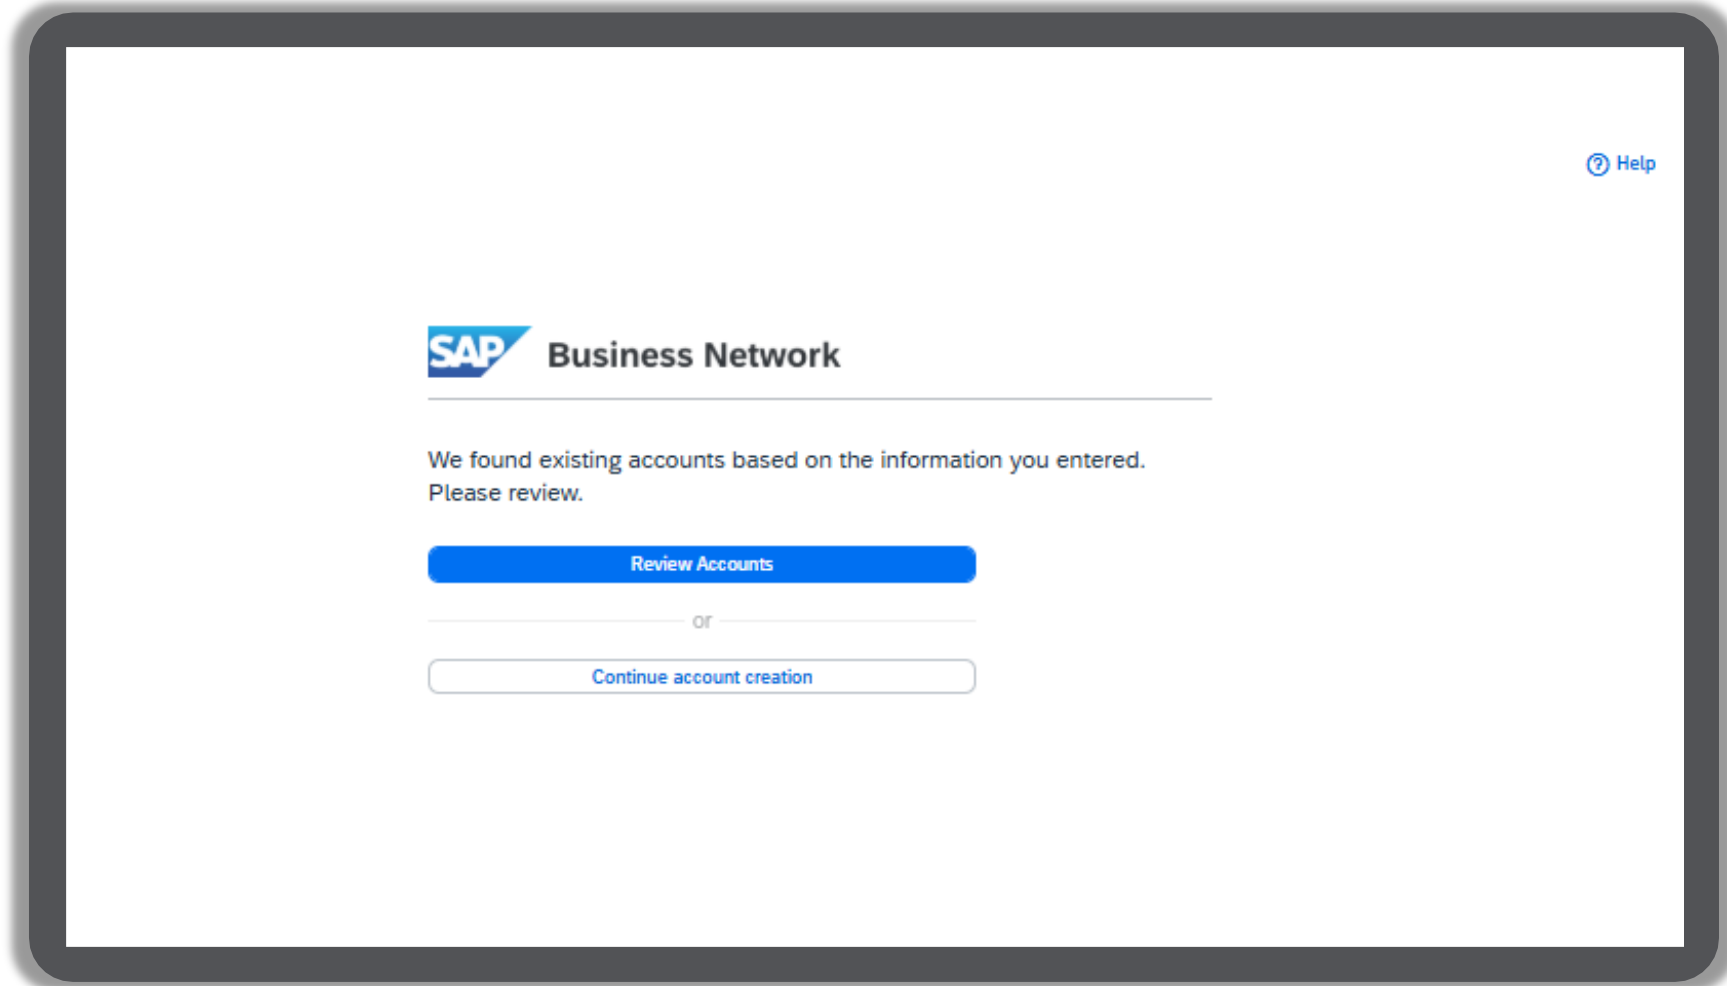 Help
SAP Business Network
We found existing accounts based on the information you entered.
Please review.
Review Accounts
or
Continue account creation